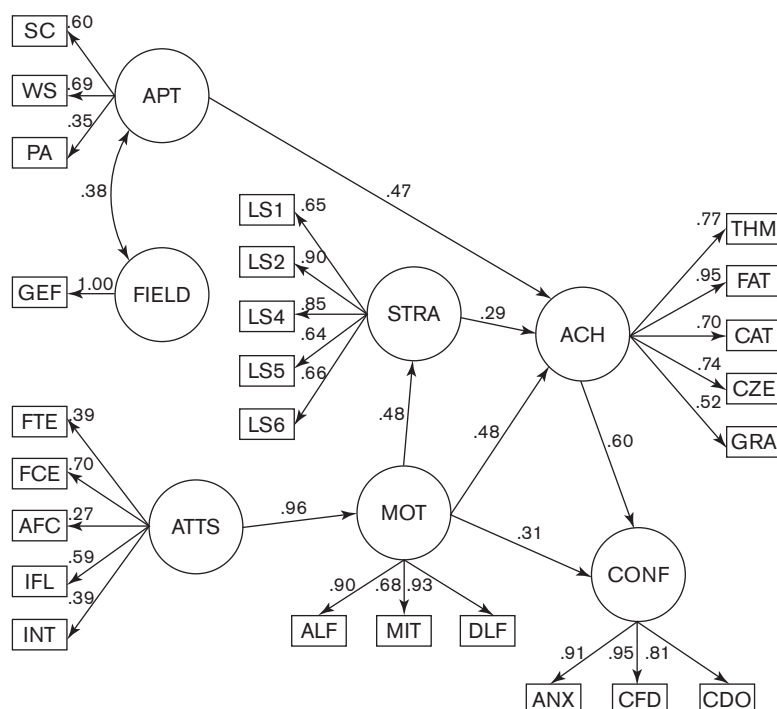 SC
.60
WS
.69
APT
PA
.35
.38
GEF
1.00
FIELD
.47
LS1
.65
LS2
.90
LS4
.85
STRA
LS5
.64
LS6
.66
.29
ACH
.77
THM
.95
FAT
.70
CAT
.74
CZE
.52
GRA
.48
.48
.60
FTE
.39
FCE
.70
AFC
.27
ATTS
IFL
.59
INT
.39
.96
MOT
.31
CONF
.90
.68
.93
ALF
MIT
DLF
.91
.95
.81
ANX
CFD
CDO